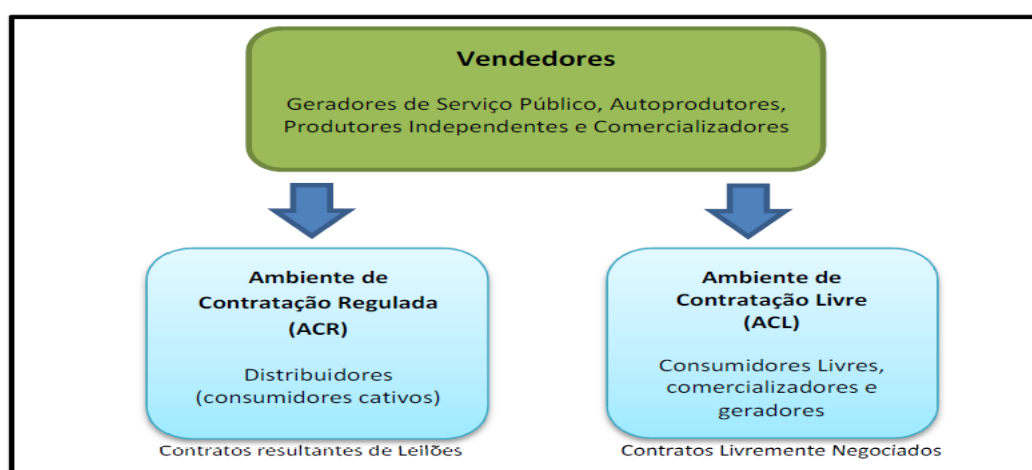 Vendedores
Geradores de Serviço Público, Autoprodutores,
Produtores Independentes e Comercializadores
Ambiente de
Contratação Regulada
(ACR)
Distribuidores
(consumidores cativos)
Contratos resultantes de Leilões
Ambiente de
Contratação Livre
(ACL)
Consumidores Livres,
comercializadores e
geradores
Contratos Livremente Negociados